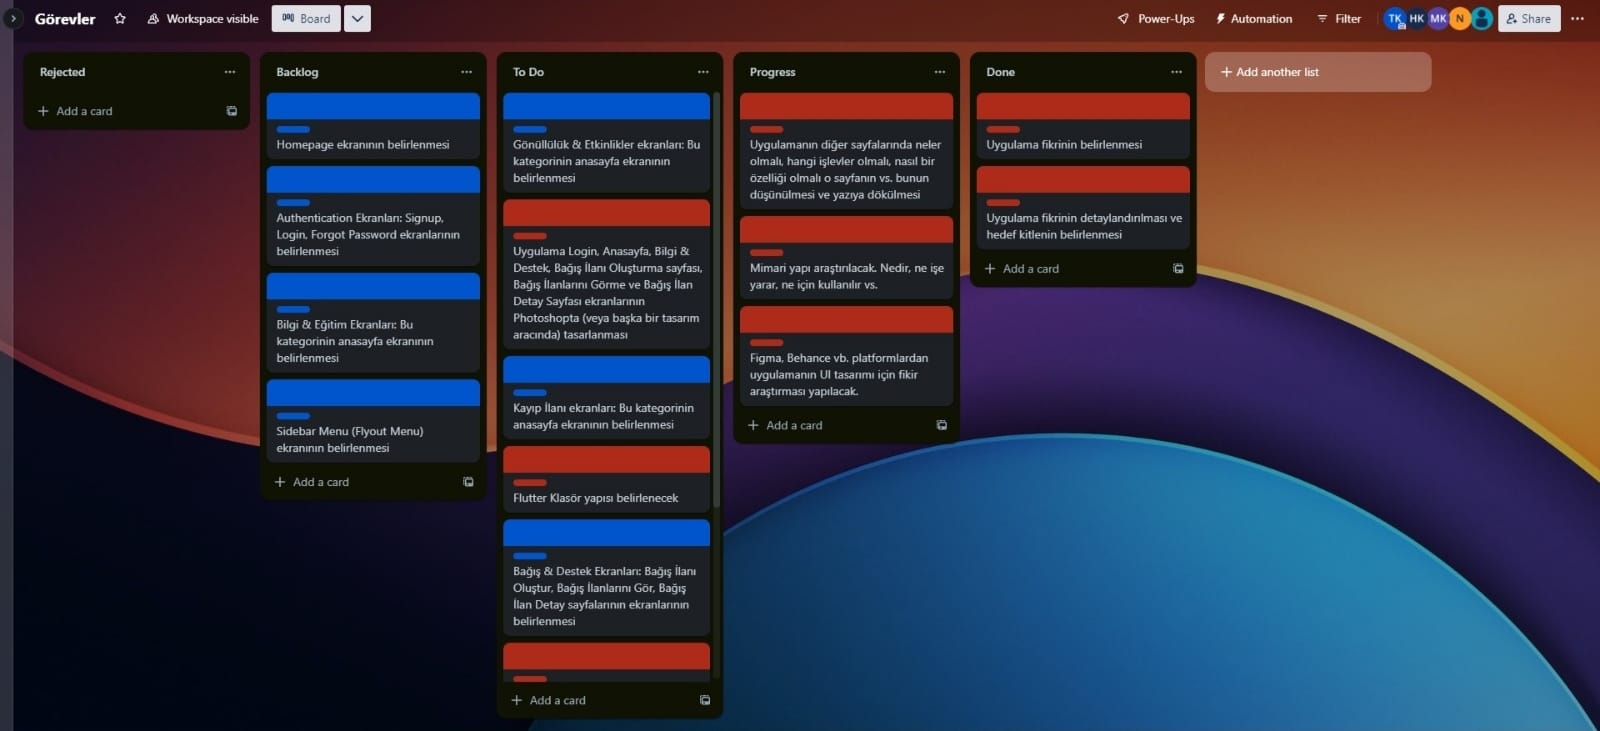 Görevler
Workspace visible
Board
Power-Ups
Automation
Filter
TK
HK
MK
N
Share
Rejected
Add a card
Backlog
Homepage ekranının belirlenmesi
Authentication Ekranları: Signup,
Login, Forgot Password ekranlarının
belirlenmesi
Bilgi & Eğitim Ekranları: Bu
kategorinin anasayfa ekranının
belirlenmesi
Sidebar Menu (Flyout Menu)
ekranının belirlenmesi
Add a card
To Do
Gönüllülük & Etkinlikler ekranları: Bu
kategorinin anasayfa ekranının
belirlenmesi
Uygulama Login, Anasayfa, Bilgi &
Destek, Bağış İlanı Oluşturma sayfası,
Bağış İlanlarını Görme ve Bağış İlan
Detay Sayfası ekranlarının
Photoshopta (veya başka bir tasarım
aracında) tasarlanması
Kayıp İlanı ekranları: Bu kategorinin
anasayfa ekranının belirlenmesi
Flutter Klasör yapısı belirlenecek
Bağış & Destek Ekranları: Bağış İlanı
Oluştur, Bağış İlanlarını Gör, Bağış
İlan Detay sayfalarının ekranlarının
belirlenmesi
Add a card
Progress
Uygulamanın diğer sayfalarında neler
olmalı, hangi işlevler olmalı, nasıl bir
özelliği olmalı o sayfanın vs. bunun
düşünülmesi ve yazıya dökülmesi
Mimari yapı araştırılacak. Nedir, ne işe
yarar, ne için kullanılır vs.
Figma, Behance vb. platformlardan
uygulamanın UI tasarımı için fikir
araştırması yapılacak.
Add a card
Done
Uygulama fikrinin belirlenmesi
Uygulama fikrinin detaylandırılması ve
hedef kitlenin belirlenmesi
Add a card
Add another list